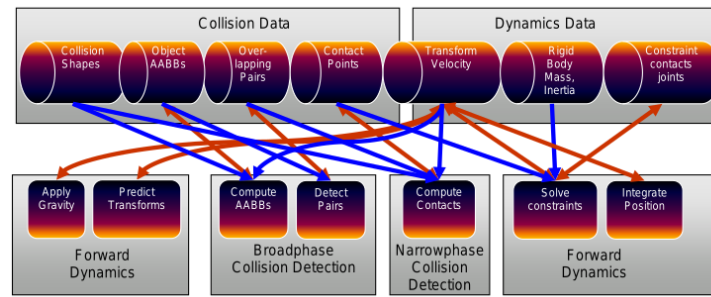 Collision Data
Dynamics Data
Collision
Shapes
Object
AABBs
Over-
lapping
Pairs
Contact
Points
Transform
Velocity
Rigid
Body
Mass,
Inertia
Constraint
contacts
joints
Apply
Gravity
Predict
Transforms
Compute
AABBs
Detect
Pairs
Compute
Contacts
Solve
constraints
Integrate
Position
Forward
Dynamics
Broadphase
Collision Detection
Narrowphase
Collision
Detection
Forward
Dynamics